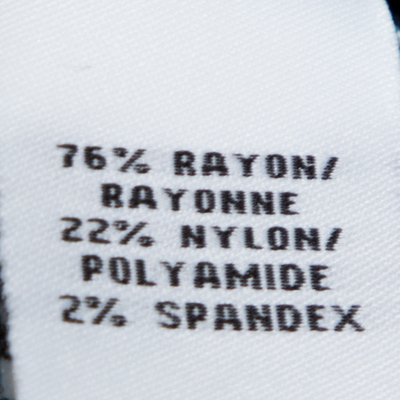 76% RAYON/
RAYONNE
22% NYLON/
POLYAMIDE
2% SPANDEX